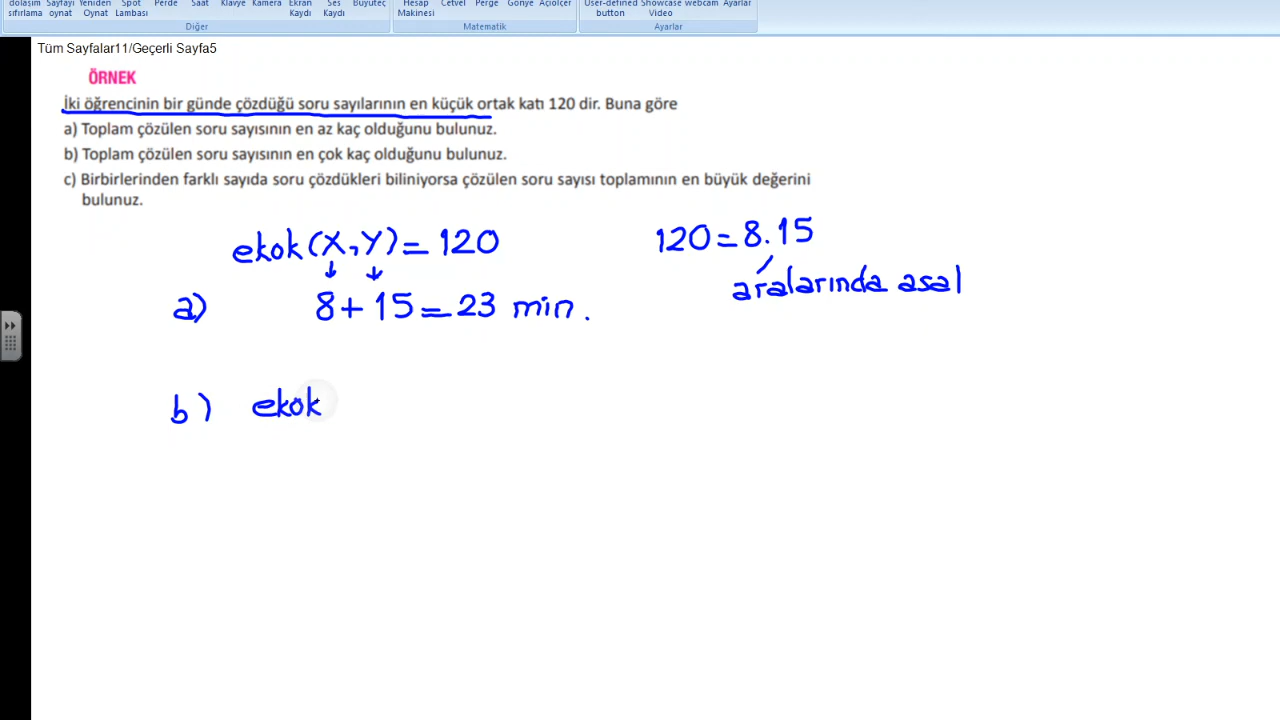 dolaşım Sayfayı Yeniden Spot Perde Saat Klavye Kamera Ekran Ses Büyüteç
sıfırlama oynat Oynat Lambası Kaydı Kaydı
Diğer
Hesap Cetvel Perge Gönye Açıölçer
Makinesi
Matematik
User-defined Showcase webcam Ayarlar
button Video
Ayarlar
Tüm Sayfalar11/Geçerli Sayfa5
ÖRNEK
İki öğrencinin bir günde çözdüğü soru sayılarının en küçük ortak katı 120 dir. Buna göre
a) Toplam çözülen soru sayısının en az kaç olduğunu bulunuz.
b) Toplam çözülen soru sayısının en çok kaç olduğunu bulunuz.
c) Birbirlerinden farklı sayıda soru çözdükleri biliniyorsa çözülen soru sayısı toplamının en büyük değerini
bulunuz.
ekok(X,Y)=120
120=8.15
aralarında asal
a) 8+15=23 min.
b) ekok